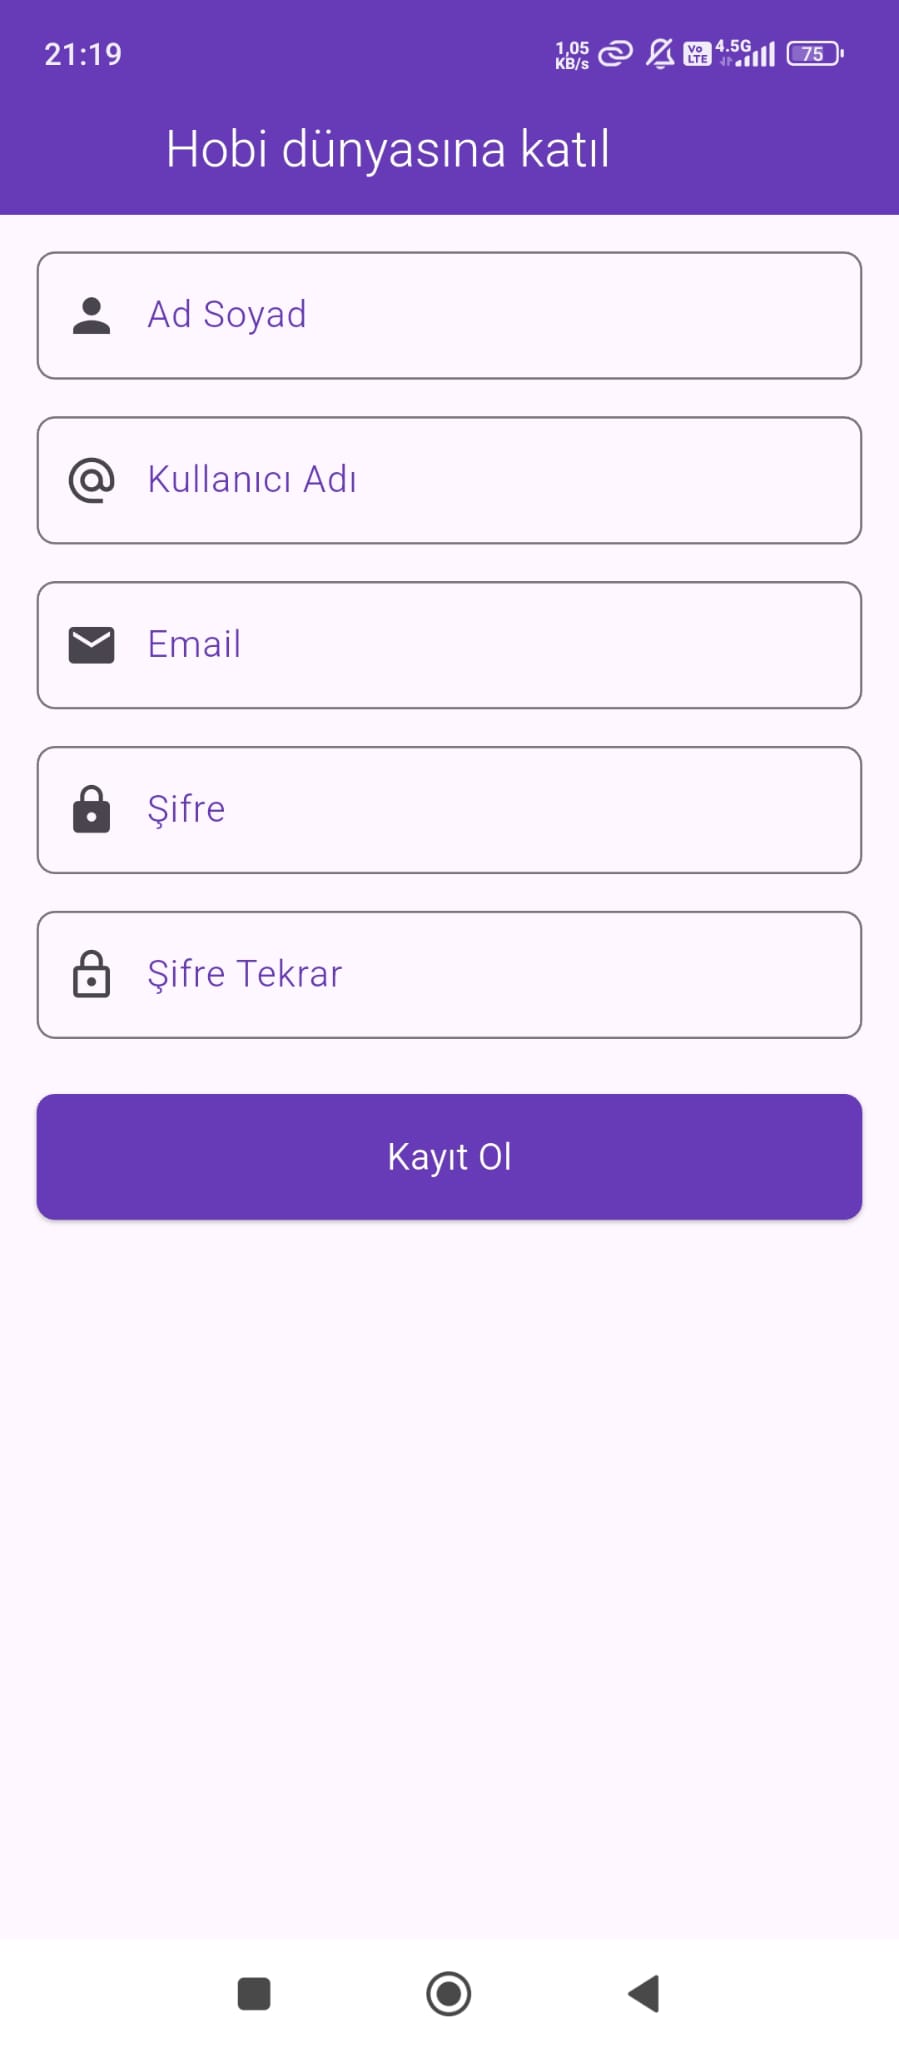 21:19
1,05
KB/s
Vo
LTE
4.5G
75
Hobi dünyasına katıl
Ad Soyad
Kullanıcı Adı
Email
Şifre
Şifre Tekrar
Kayıt Ol